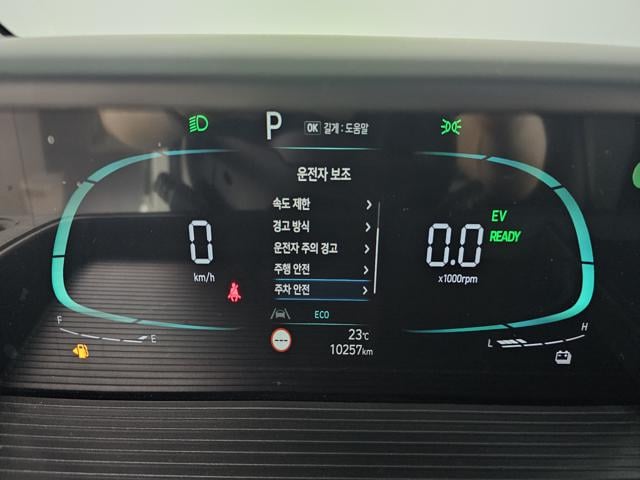 P
OK 길게 : 도움말
운전자 보조
속도 제한
경고 방식
운전자 주의 경고
주행 안전
주차 안전
0
km/h
0.0
x1000rpm
EV
READY
F
E
L
H
ECO
23℃
10257km